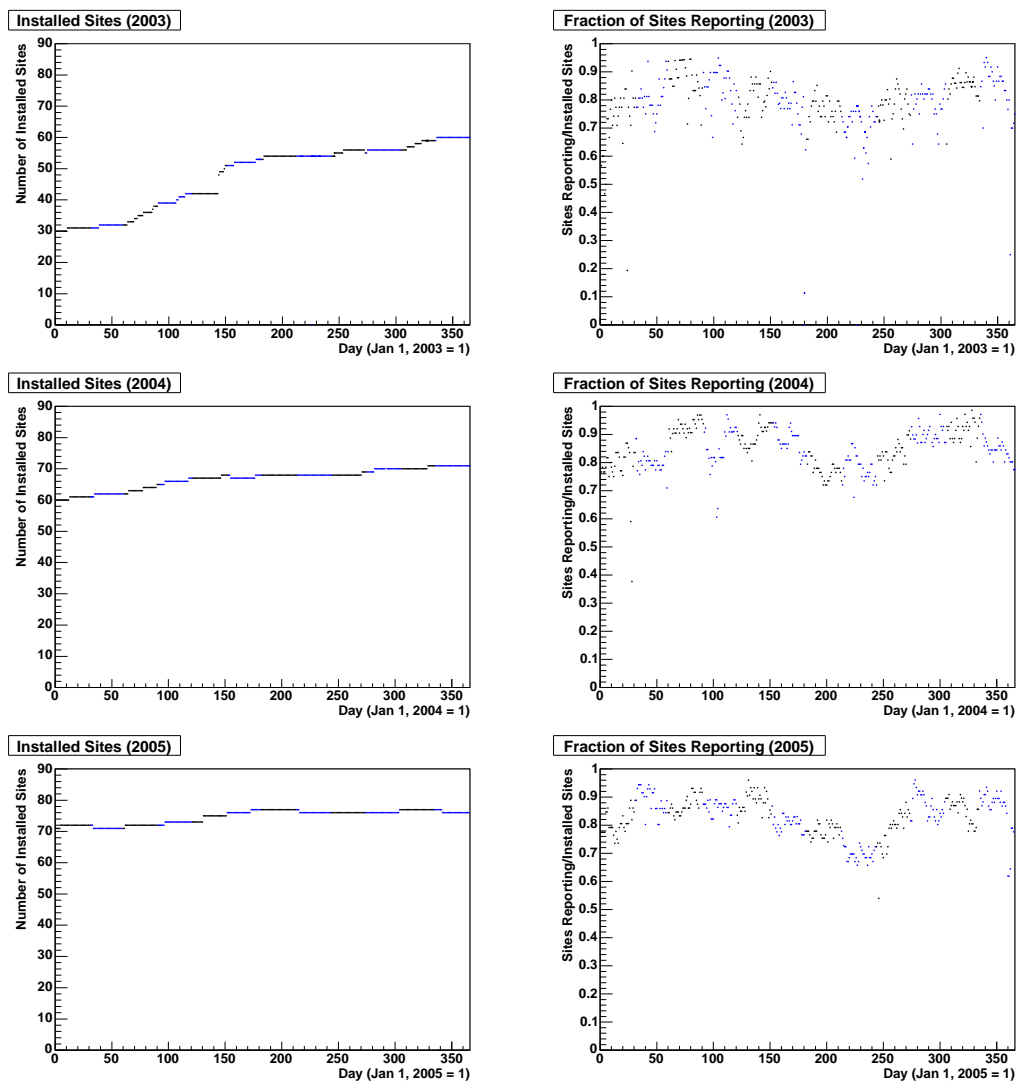 Installed Sites (2003)
Number of Installed Sites
90
80
70
60
50
40
30
20
10
0
0 50 100 150 200 250 300 350
Day (Jan 1, 2003 = 1)
Fraction of Sites Reporting (2003)
Sites Reporting/Installed Sites
1
0.9
0.8
0.7
0.6
0.5
0.4
0.3
0.2
0.1
0
0 50 100 150 200 250 300 350
Day (Jan 1, 2003 = 1)
Installed Sites (2004)
Number of Installed Sites
90
80
70
60
50
40
30
20
10
0
0 50 100 150 200 250 300 350
Day (Jan 1, 2004 = 1)
Fraction of Sites Reporting (2004)
Sites Reporting/Installed Sites
1
0.9
0.8
0.7
0.6
0.5
0.4
0.3
0.2
0.1
0
0 50 100 150 200 250 300 350
Day (Jan 1, 2004 = 1)
Installed Sites (2005)
Number of Installed Sites
90
80
70
60
50
40
30
20
10
0
0 50 100 150 200 250 300 350
Day (Jan 1, 2005 = 1)
Fraction of Sites Reporting (2005)
Sites Reporting/Installed Sites
1
0.9
0.8
0.7
0.6
0.5
0.4
0.3
0.2
0.1
0
0 50 100 150 200 250 300 350
Day (Jan 1, 2005 = 1)